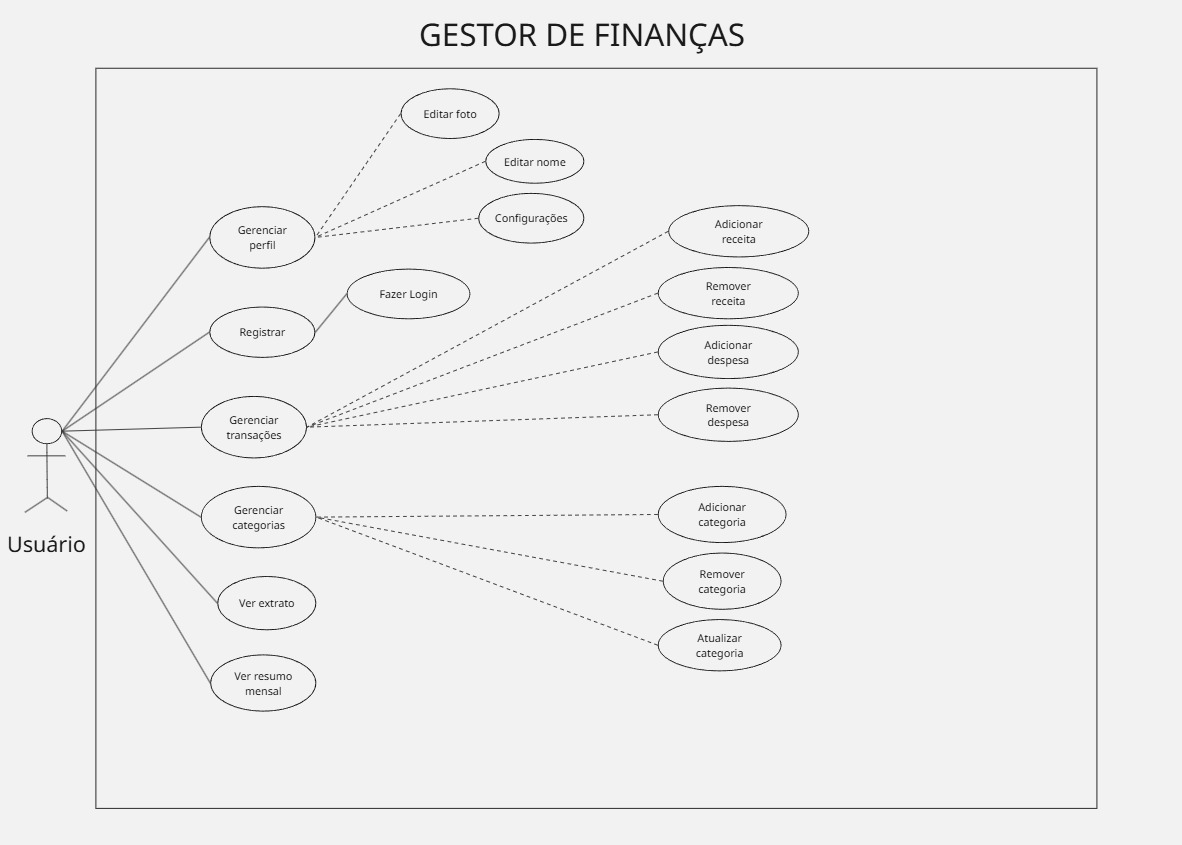 GESTOR DE FINANÇAS
Editar foto
Editar nome
Configurações
Gerenciar
perfil
Adicionar
receita
Fazer Login
Remover
receita
Registrar
Adicionar
despesa
Gerenciar
transações
Remover
despesa
Gerenciar
categorias
Adicionar
categoria
Usuário
Remover
categoria
Ver extrato
Atualizar
categoria
Ver resumo
mensal